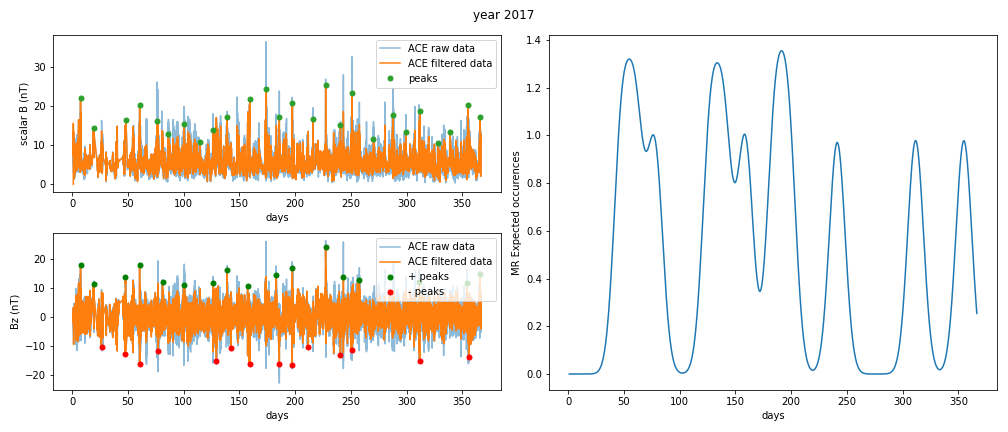 year 2017
scalar B (nT)
30
20
10
0
ACE raw data
ACE filtered data
peaks
0 50 100 150 200 250 300 350
days
Bz (nT)
20
10
0
−10
−20
ACE raw data
ACE filtered data
+ peaks
- peaks
0 50 100 150 200 250 300 350
days
MR Expected occurences
1.4
1.2
1.0
0.8
0.6
0.4
0.2
0.0
0 50 100 150 200 250 300 350
days